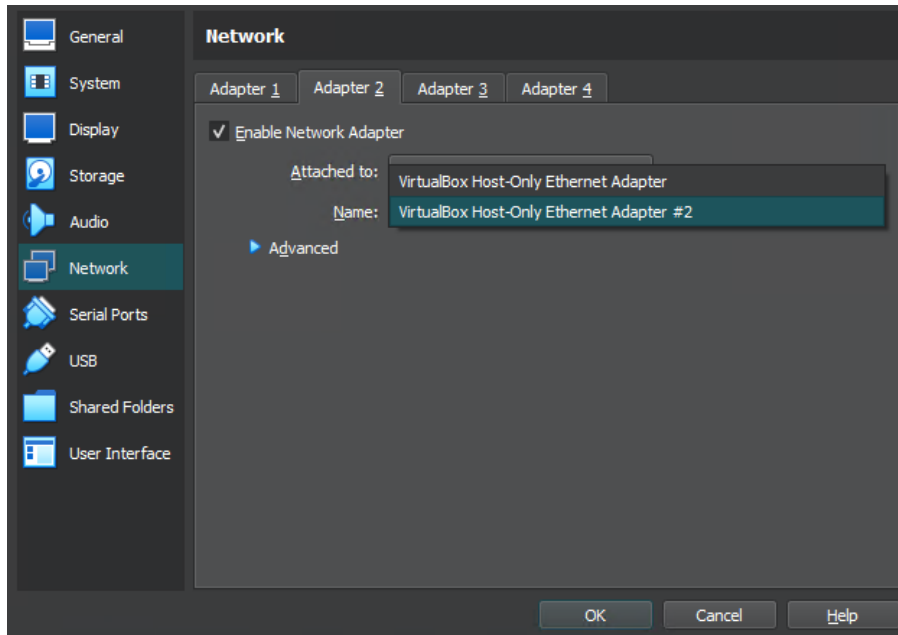 General
System
Display
Storage
Audio
Network
Serial Ports
USB
Shared Folders
User Interface
Network
Adapter 1 Adapter 2 Adapter 3 Adapter 4
Enable Network Adapter
Attached to:
VirtualBox Host-Only Ethernet Adapter
Name: VirtualBox Host-Only Ethernet Adapter #2
Advanced
OK Cancel Help